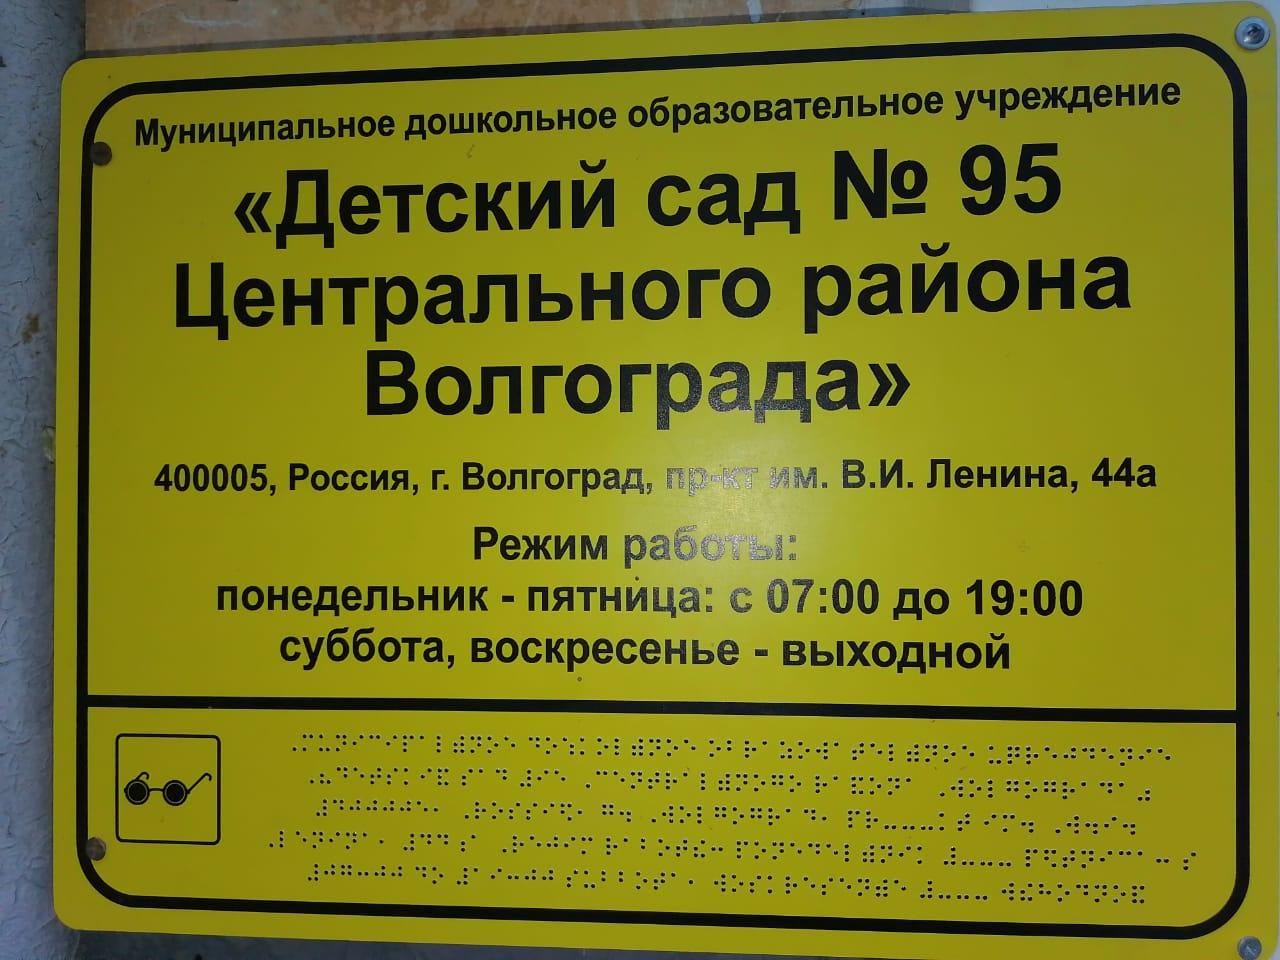 Муниципальное дошкольное образовательное учреждение
«Детский сад № 95
Центрального района
Волгограда»
400005, Россия, г. Волгоград, пр-кт им. В.И. Ленина, 44а
Режим работы:
понедельник - пятница: с 07:00 до 19:00
суббота, воскресенье - выходной